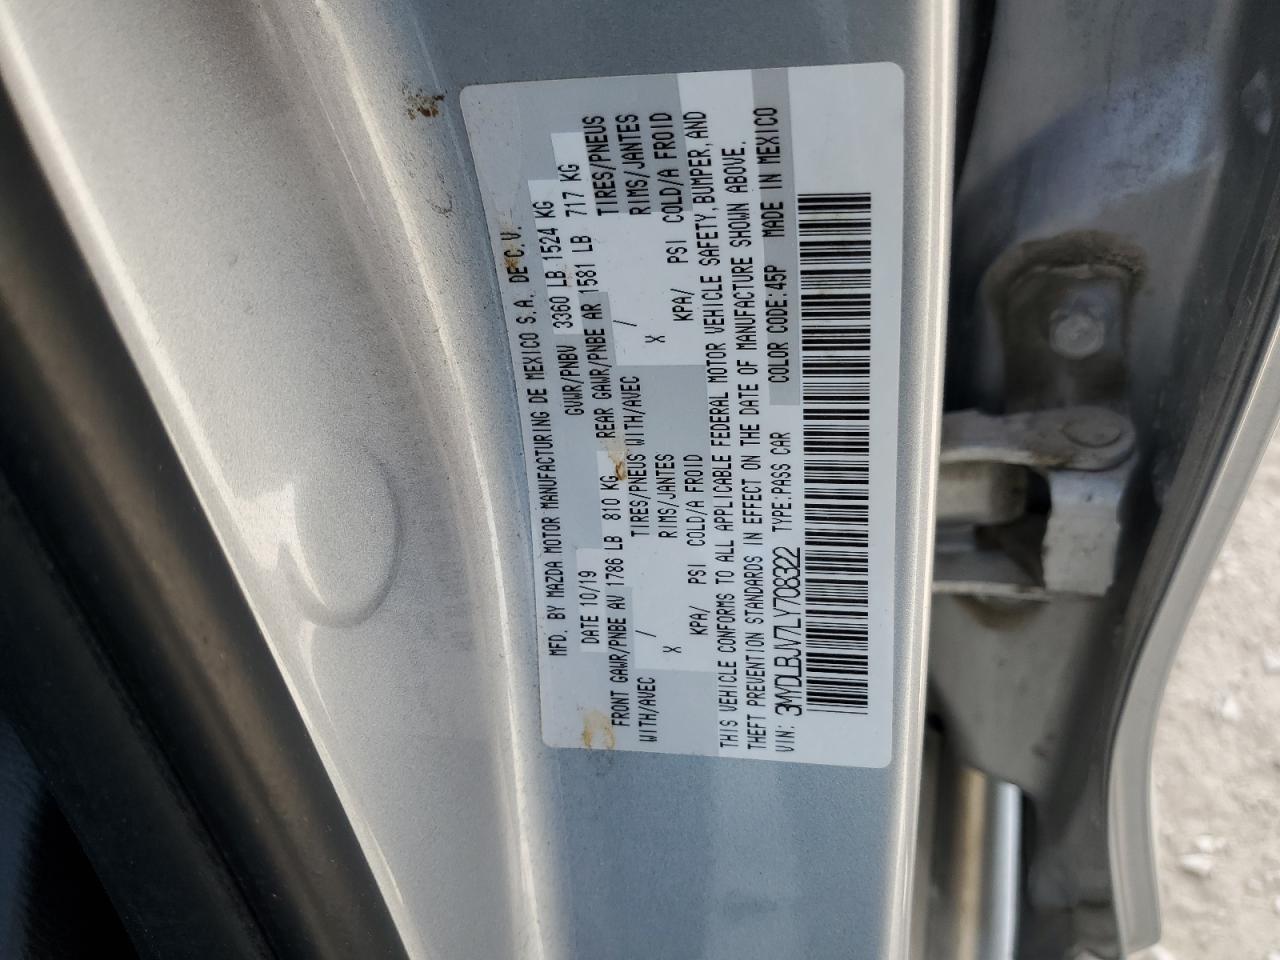 MFD. BY MAZDA MOTOR MANUFACTURING DE MEXICO S.A. DE C.V.
DATE 10/19 GVWR/PNBV 3360 LB 1524 KG
FRONT GAWR/PNBE AV 1786 LB 810 KG REAR GAWR/PNBE AR 1581 LB 717 KG
WITH/AVEC / TIRES/PNEUS WITH/AVEC / TIRES/PNEUS
X RIMS/JANTES X RIMS/JANTES
KPA/ PSI COLD/A FROID KPA/ PSI COLD/A FROID
THIS VEHICLE CONFORMS TO ALL APPLICABLE FEDERAL MOTOR VEHICLE SAFETY, BUMPER, AND
THEFT PREVENTION STANDARDS IN EFFECT ON THE DATE OF MANUFACTURE SHOWN ABOVE.
VIN: 3MYDLBJV7LY708322 TYPE:PASS CAR COLOR CODE:45P MADE IN MEXICO